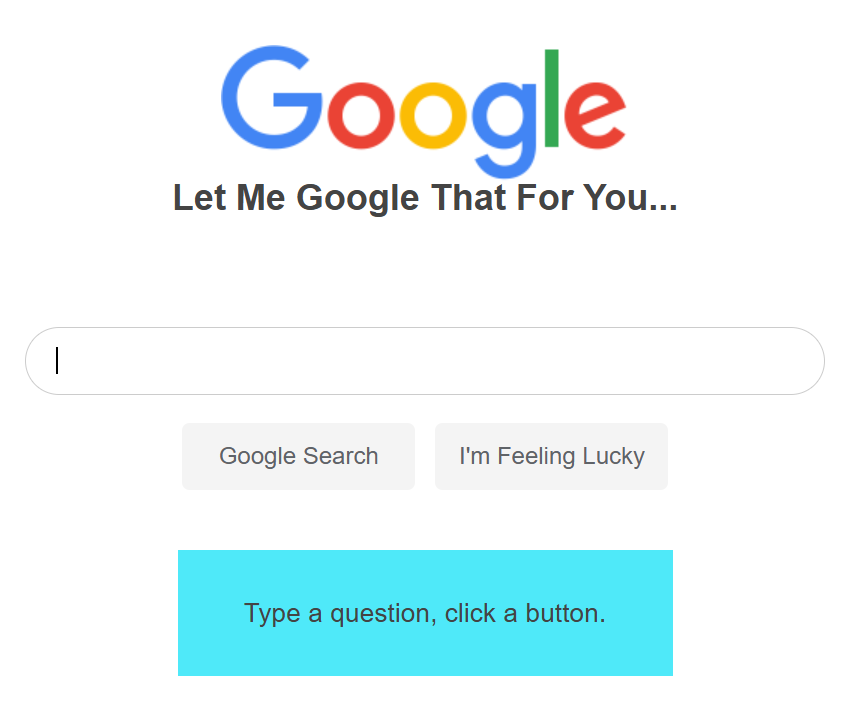 Google
Let Me Google That For You...
Google Search
I'm Feeling Lucky
Type a question, click a button.